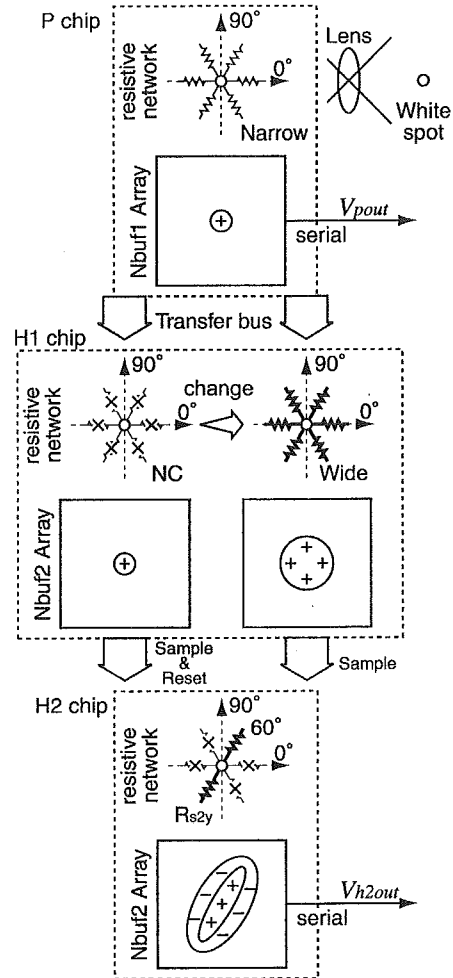 P chip
90°
0°
resistive
network
Narrow
Lens
White
spot
Nbuf1 Array
+
Vpout
serial
Transfer bus
H1 chip
90°
0°
resistive
network
NC
change
90°
0°
Wide
Nbuf2 Array
+
+
+ +
+
Sample
&
Reset
Sample
H2 chip
90°
60°
0°
resistive
network
Rs2y
Nbuf2 Array
− +
− + −
+ −
−
Vh2out
serial